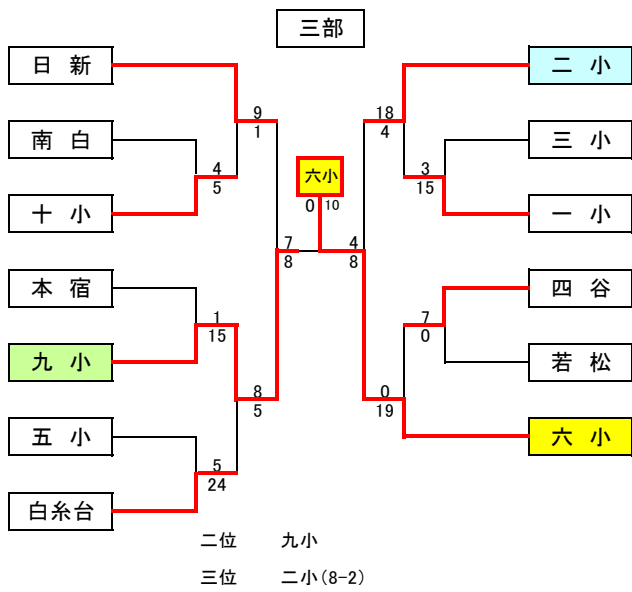 三部
日 新
二 小
9
1
18
4
南 白
三 小
4
5
六小
3
15
十 小
0 10
一 小
7
8
4
8
本 宿
四 谷
1
15
7
0
九 小
若 松
8
5
0
19
五 小
六 小
5
24
白糸台
二位 九小
三位 二小(8-2)